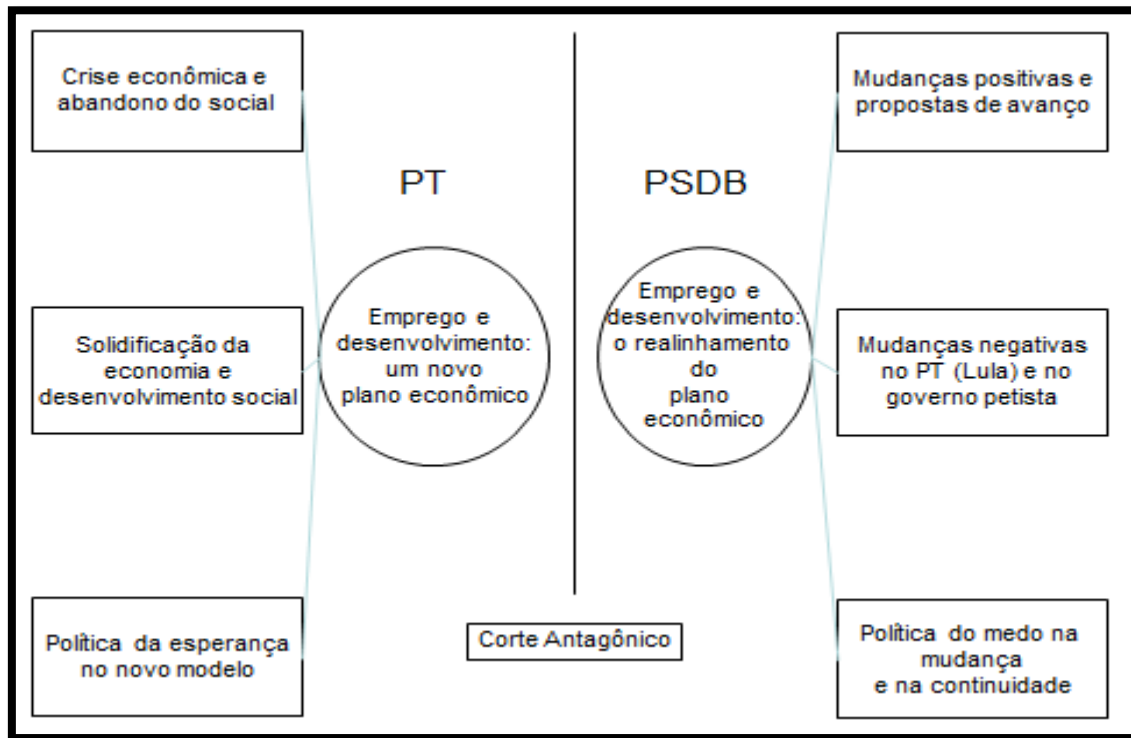 Crise econômica e
abandono do social
Solidificação da
economia e
desenvolvimento social
Política da esperança
no novo modelo
PT
Emprego e
desenvolvimento:
um novo
plano econômico
PSDB
Emprego e
desenvolvimento:
o realinhamento
do
plano
econômico
Corte Antagônico
Mudanças positivas e
propostas de avanço
Mudanças negativas
no PT (Lula) e no
governo petista
Política do medo na
mudança
e na continuidade